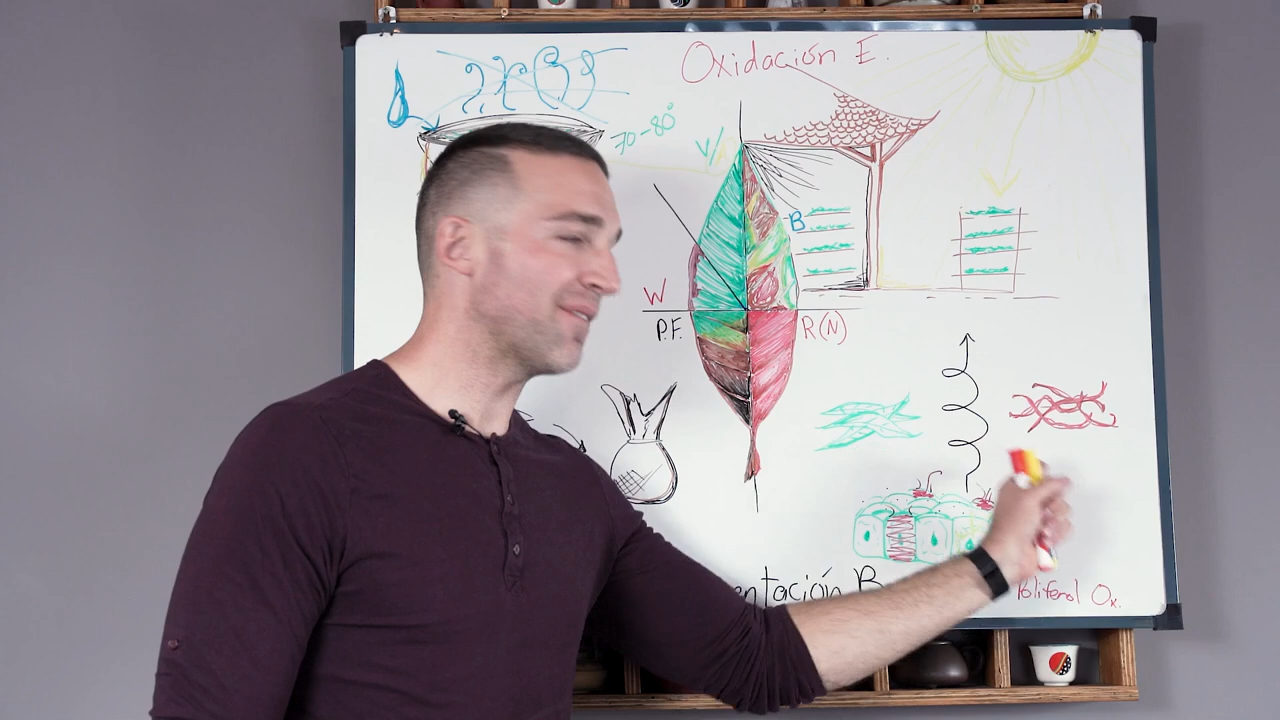 Oxidación E.
70-80°
V/
B
W
P.F.
R(N)
entación B
Polifenol Ox.